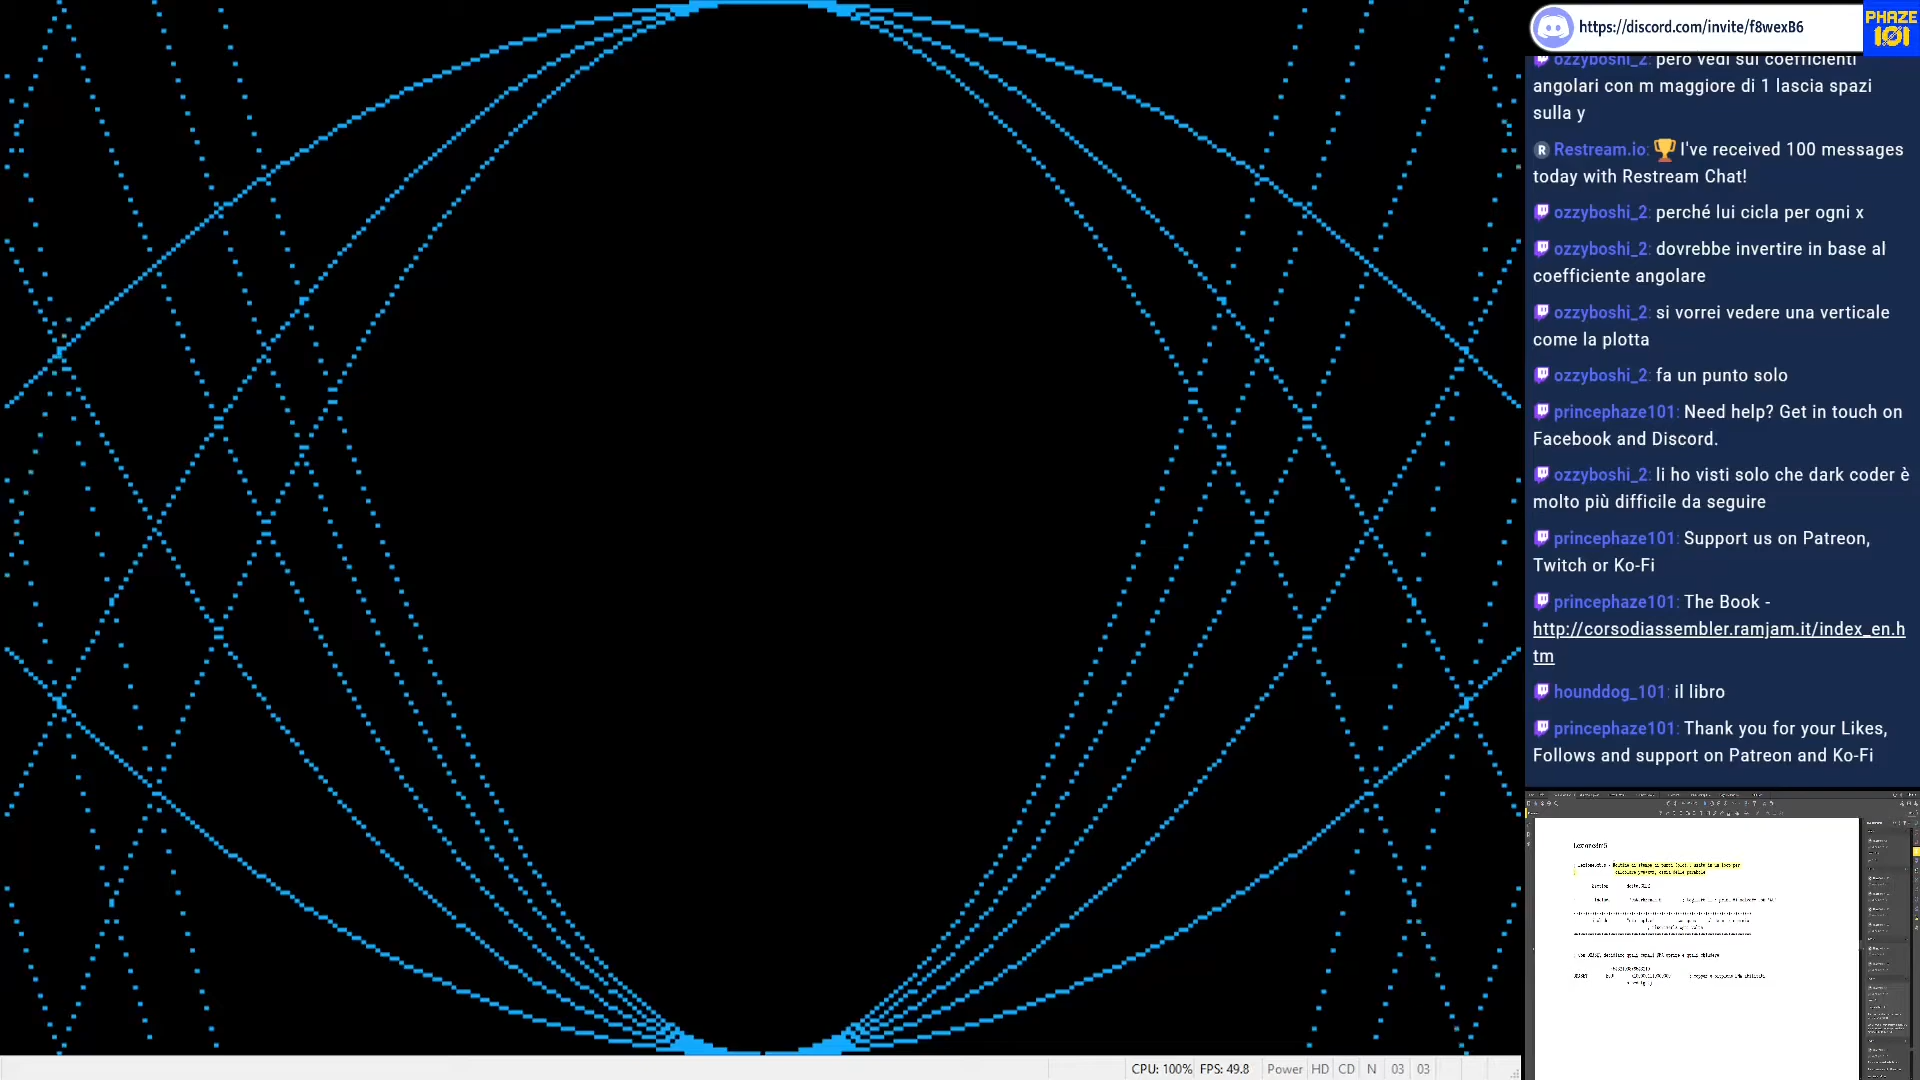 https://discord.com/invite/f8wexB6
PHAZE
101
ozzyboshi_2: però vedi sui coefficienti
angolari con m maggiore di 1 lascia spazi
sulla y
Restream.io: 🏆 I've received 100 messages
today with Restream Chat!
ozzyboshi_2: perché lui cicla per ogni x
ozzyboshi_2: dovrebbe invertire in base al
coefficiente angolare
ozzyboshi_2: si vorrei vedere una verticale
come la plotta
ozzyboshi_2: fa un punto solo
princephaze101: Need help? Get in touch on
Facebook and Discord.
ozzyboshi_2: li ho visti solo che dark coder è
molto più difficile da seguire
princephaze101: Support us on Patreon,
Twitch or Ko-Fi
princephaze101: The Book -
http://corsodiassembler.ramjam.it/index_en.h
tm
hounddog_101: il libro
princephaze101: Thank you for your Likes,
Follows and support on Patreon and Ko-Fi
CPU: 100% FPS: 49.8 Power HD CD N 03 03